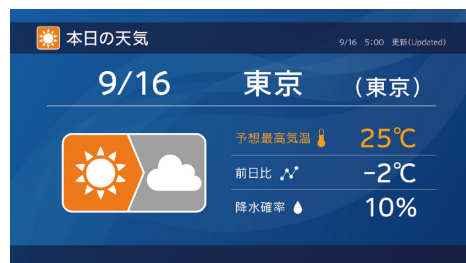 本日の天気
9/16 5:00 更新(Updated)
9/16 東京 (東京)
予想最高気温 25℃
前日比 -2℃
降水確率 10%